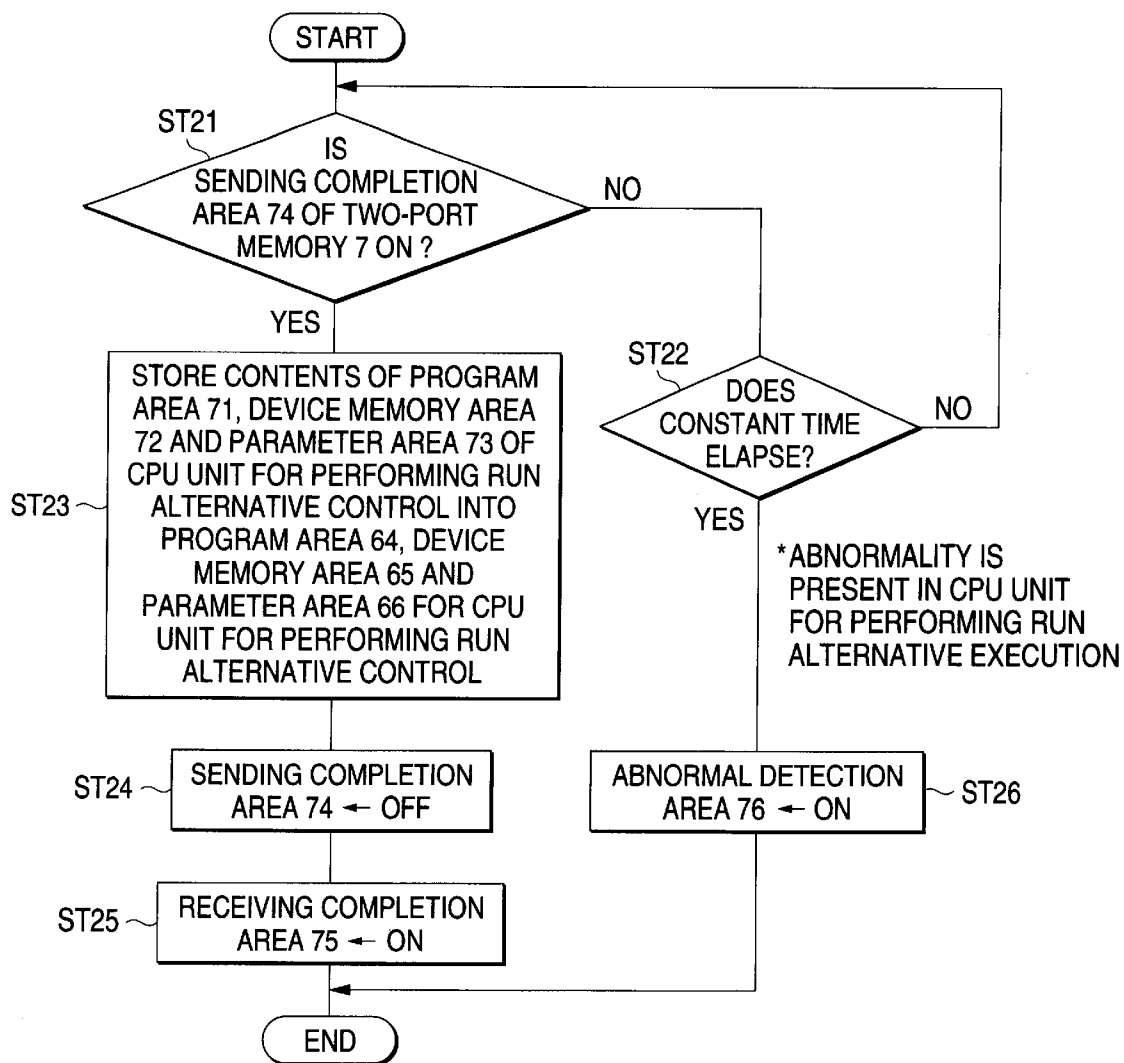 START
ST21
IS
SENDING COMPLETION
AREA 74 OF TWO-PORT
MEMORY 7 ON ?
NO
YES
ST22
DOES
CONSTANT TIME
ELAPSE?
NO
YES
ST23
STORE CONTENTS OF PROGRAM
AREA 71, DEVICE MEMORY AREA
72 AND PARAMETER AREA 73 OF
CPU UNIT FOR PERFORMING RUN
ALTERNATIVE CONTROL INTO
PROGRAM AREA 64, DEVICE
MEMORY AREA 65 AND
PARAMETER AREA 66 FOR CPU
UNIT FOR PERFORMING RUN
ALTERNATIVE CONTROL
*ABNORMALITY IS
PRESENT IN CPU UNIT
FOR PERFORMING RUN
ALTERNATIVE EXECUTION
ST24
SENDING COMPLETION
AREA 74 ← OFF
ABNORMAL DETECTION
AREA 76 ← ON
ST26
ST25
RECEIVING COMPLETION
AREA 75 ← ON
END